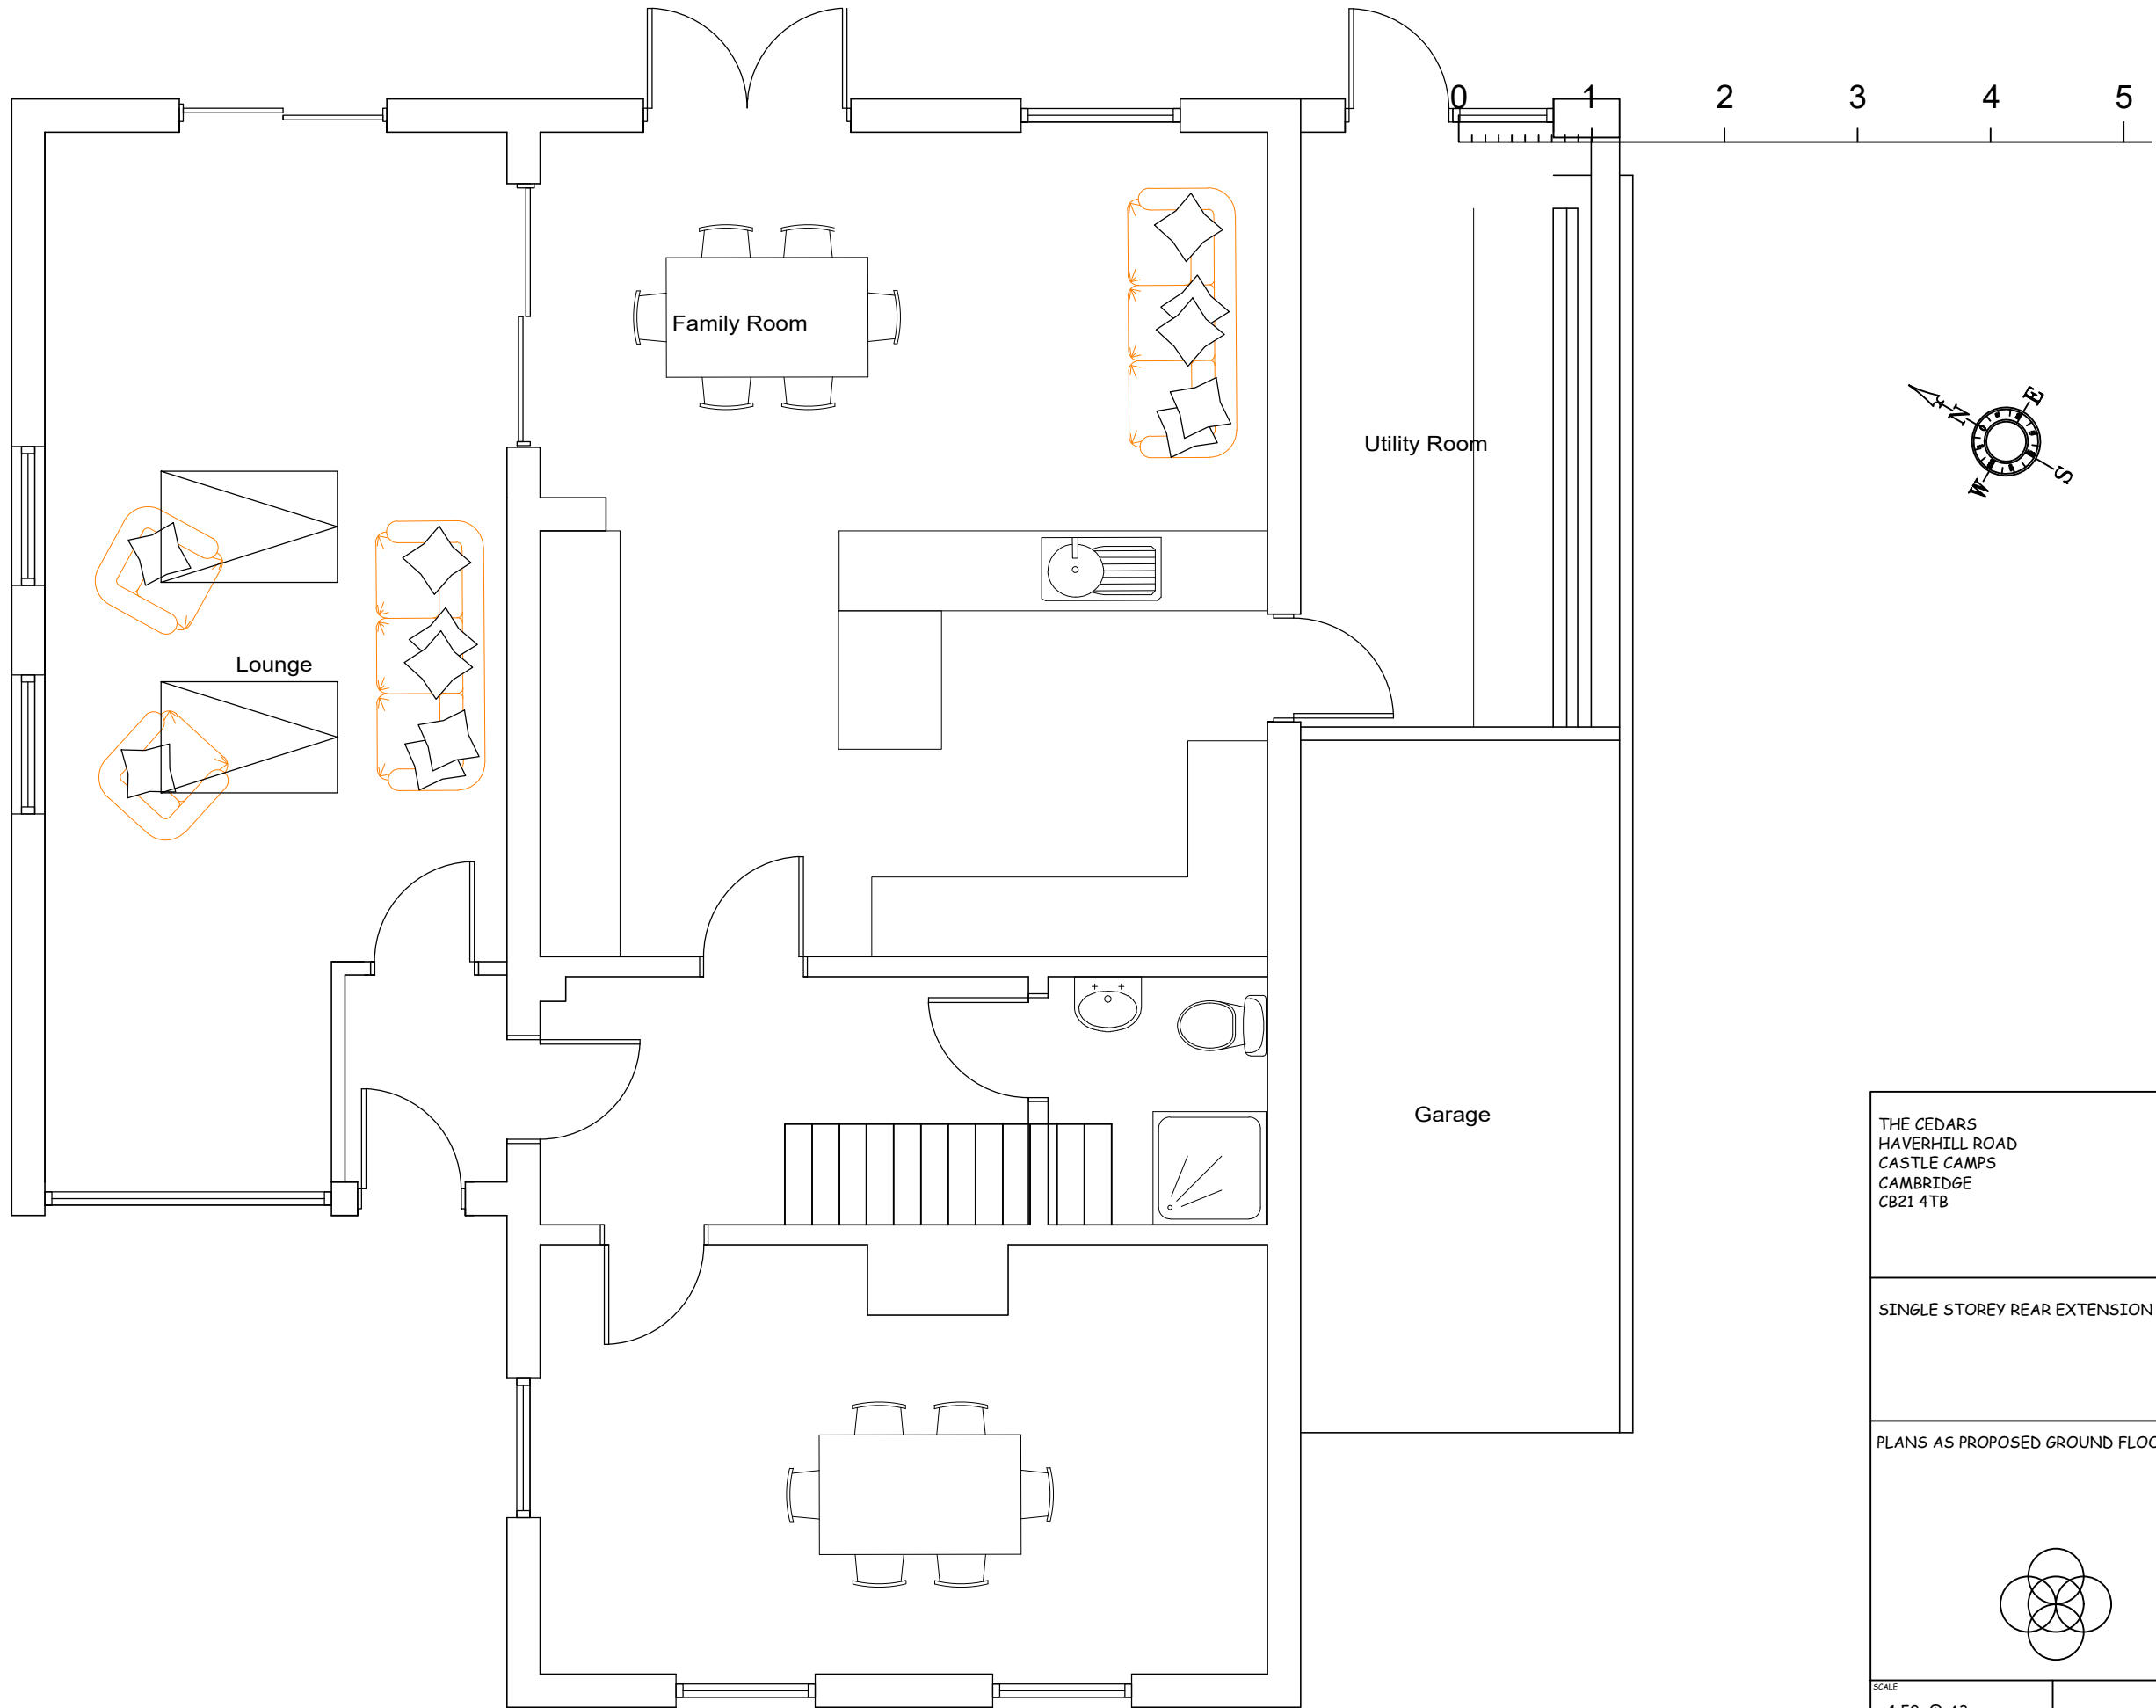 0 1 2 3 4 5
Family Room
N E
Utility Room
W S
Lounge
Garage
THE CEDARS
HAVERHILL ROAD
CASTLE CAMPS
CAMBRIDGE
CB21 4TB
SINGLE STOREY REAR EXTENSION
PLANS AS PROPOSED GROUND
SCALE